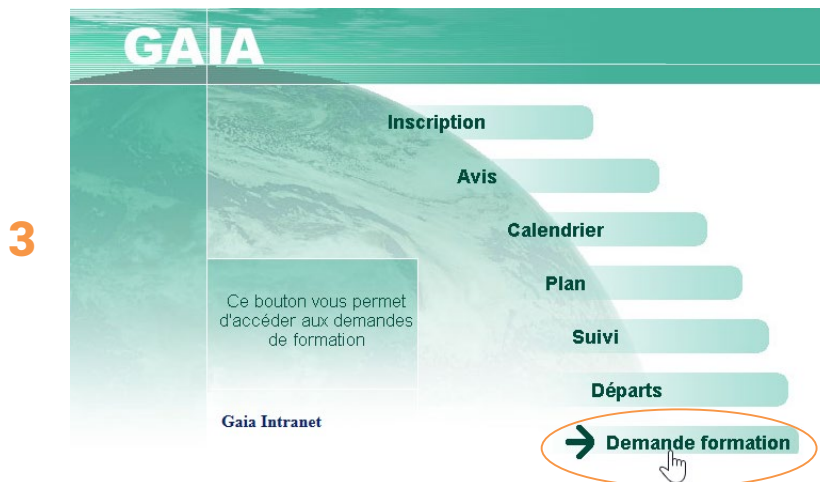 GAIA
Inscription
Avis
3
Calendrier
Plan
Ce bouton vous permet
d'accéder aux demandes
de formation
Suivi
Départs
Gaia Intranet
Demande formation